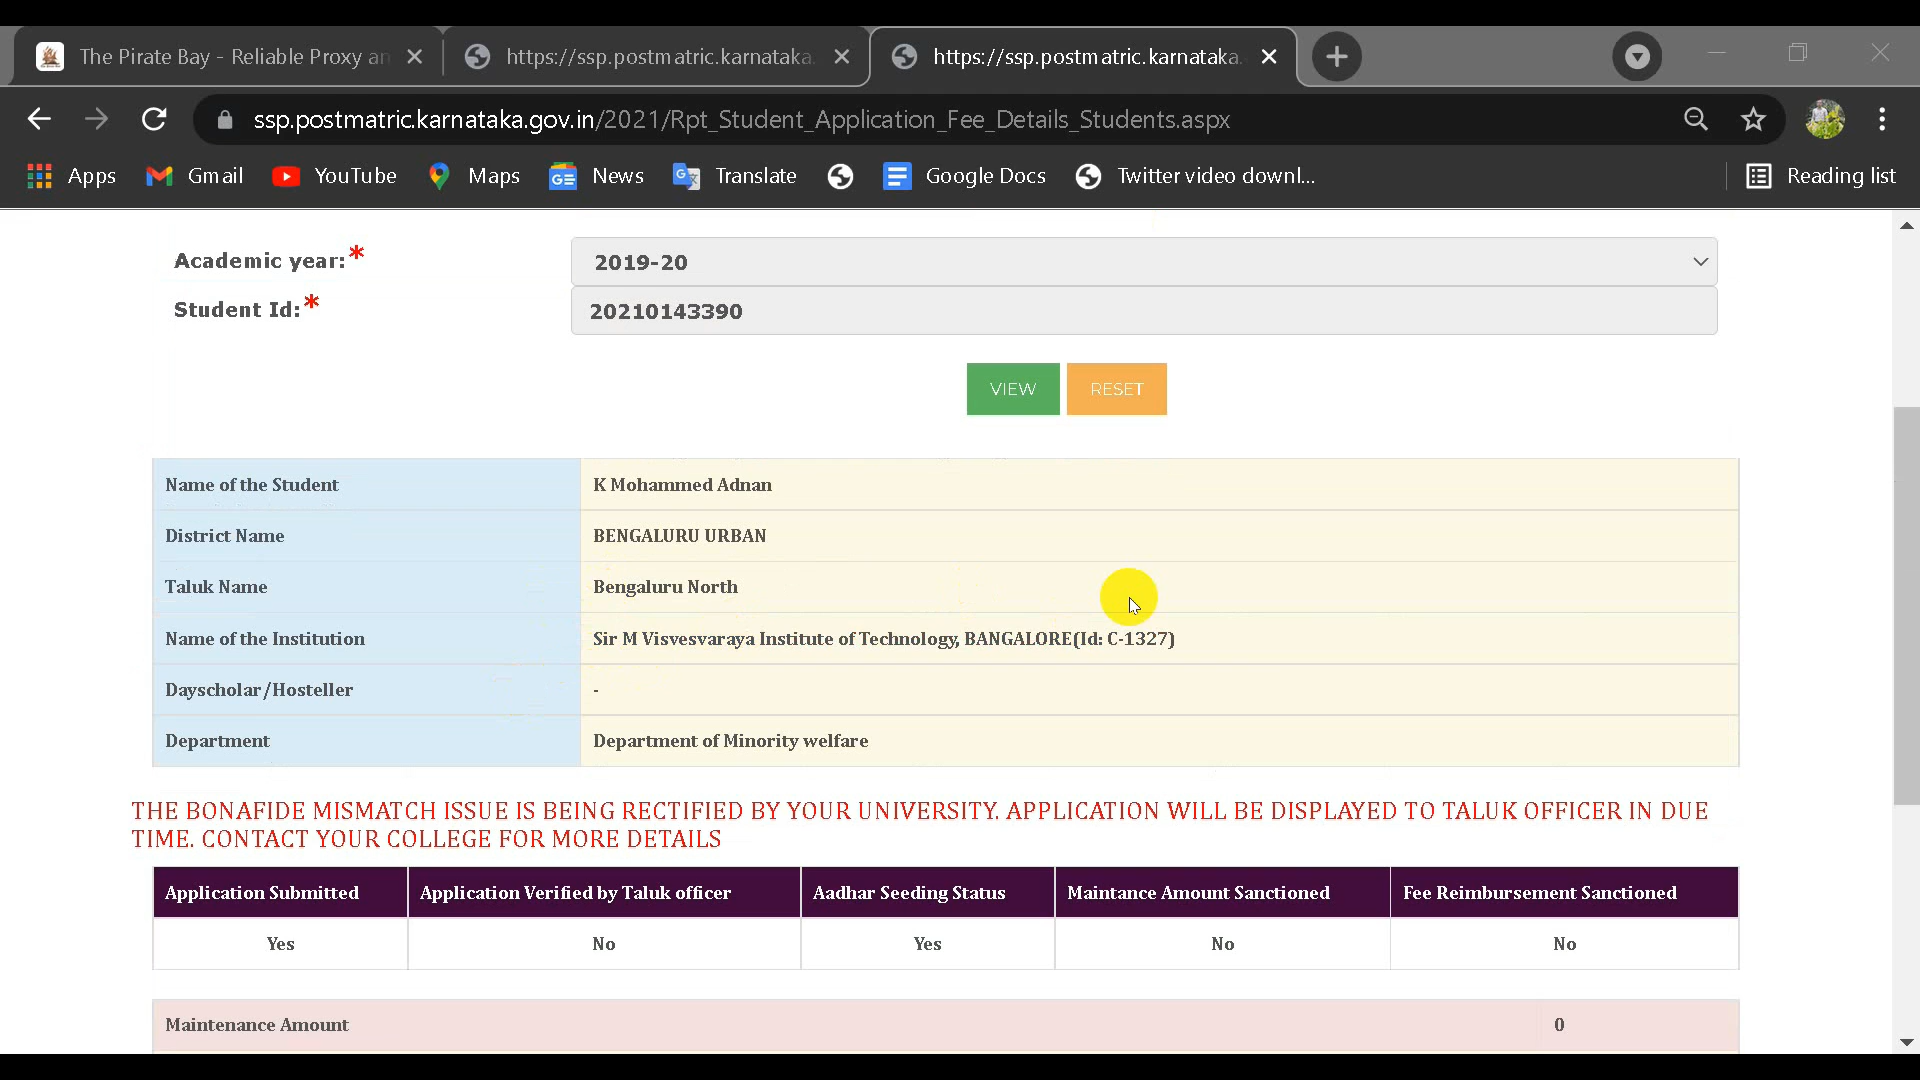 The Pirate Bay - Reliable Proxy an
https://ssp.postmatric.karnataka.
https://ssp.postmatric.karnataka.
ssp.postmatric.karnataka.gov.in/2021/Rpt_Student_Application_Fee_Details_Students.aspx
Apps Gmail YouTube Maps News Translate Google Docs Twitter video downl... Reading list
Academic year:* 2019-20
Student Id:* 20210143390
VIEW RESET
Name of the Student K Mohammed Adnan
District Name BENGALURU URBAN
Taluk Name Bengaluru North
Name of the Institution Sir M Visvesvaraya Institute of Technology, BANGALORE(Id: C-1327)
Dayscholar/Hosteller -
Department Department of Minority welfare
THE BONAFIDE MISMATCH ISSUE IS BEING RECTIFIED BY YOUR UNIVERSITY. APPLICATION WILL BE DISPLAYED TO TALUK OFFICER IN DUE
TIME. CONTACT YOUR COLLEGE FOR MORE DETAILS
Application Submitted Application Verified by Taluk officer Aadhar Seeding Status Maintance Amount Sanctioned Fee Reimbursement Sanctioned
Yes No Yes No No
Maintenance Amount 0